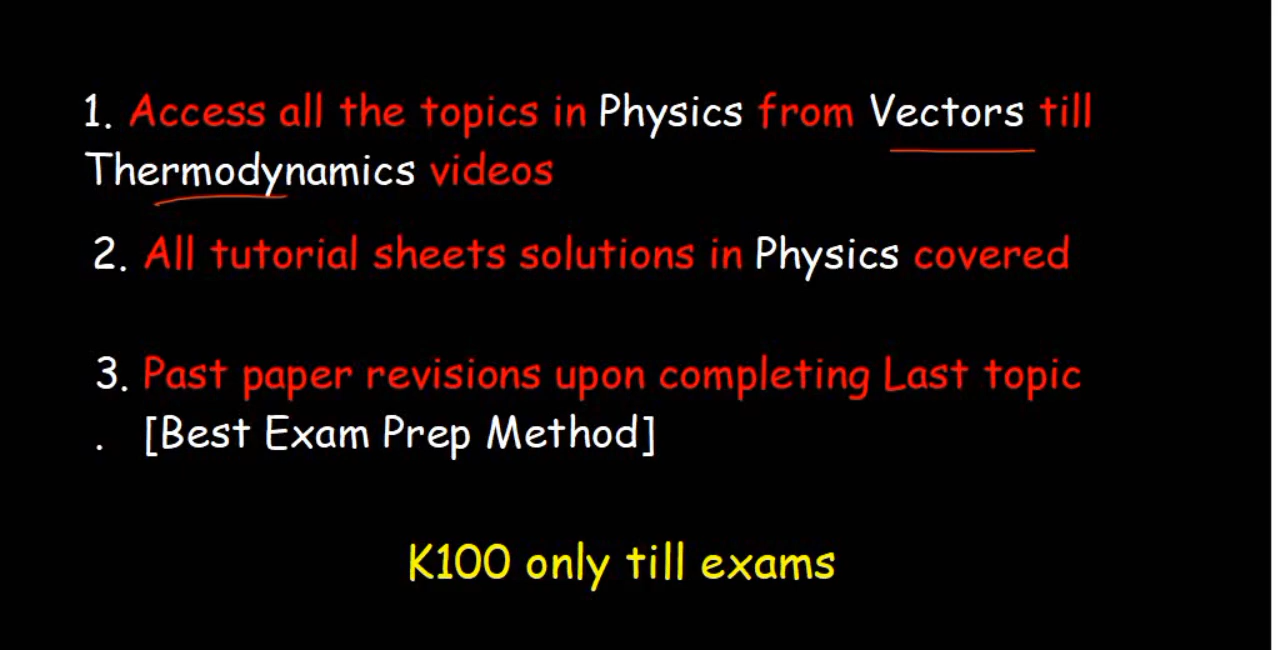 1. Access all the topics in Physics from Vectors till
Thermodynamics videos
2. All tutorial sheets solutions in Physics covered
3. Past paper revisions upon completing Last topic
. [Best Exam Prep Method]
K100 only till exams